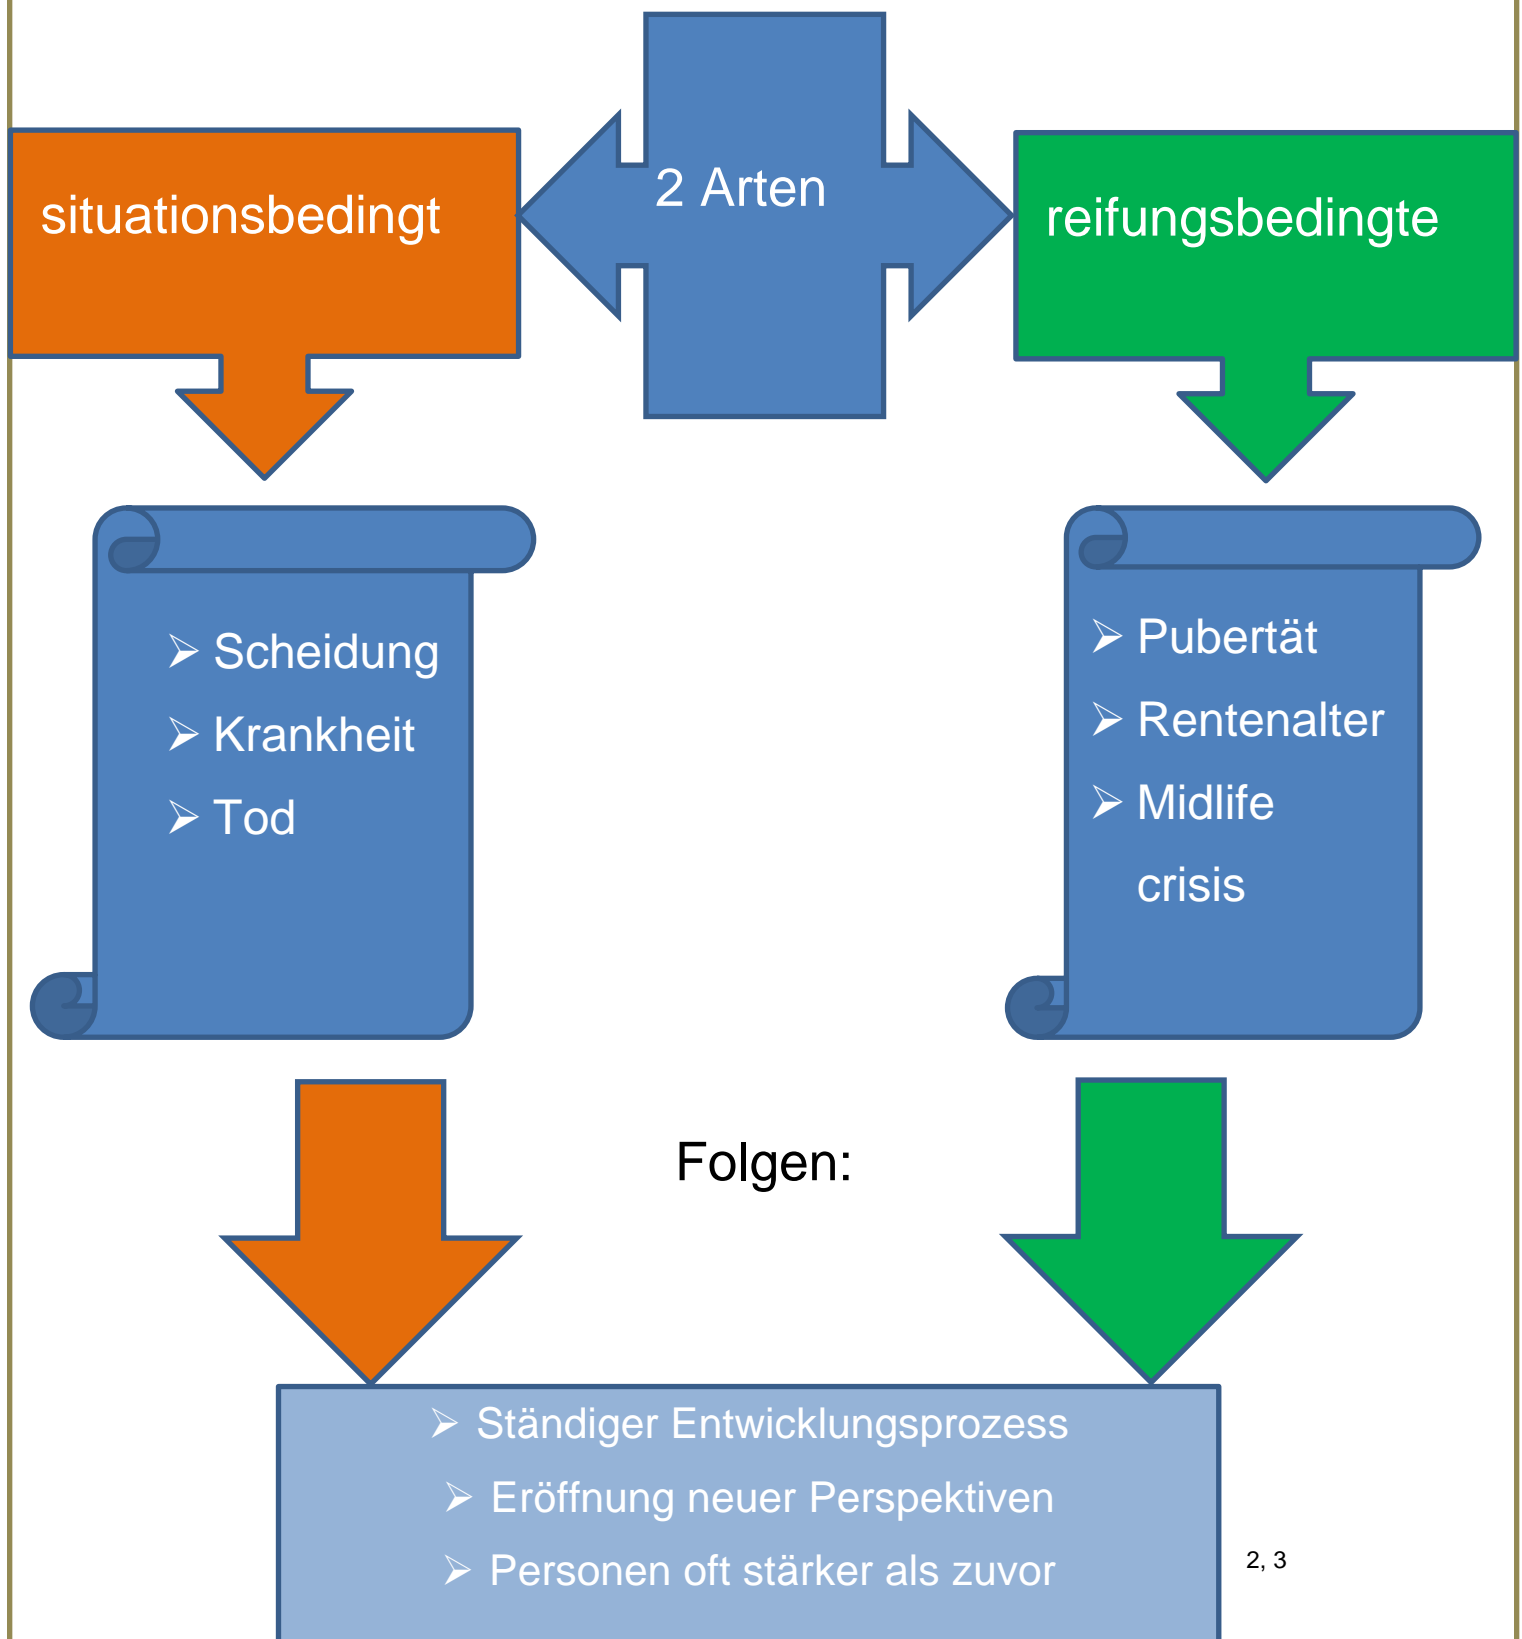 2 Arten
situationsbedingt
reifungsbedingte
➢ Scheidung
➢ Krankheit
➢ Tod
➢ Pubertät
➢ Rentenalter
➢ Midlife
crisis
Folgen:
➢ Ständiger Entwicklungsprozess
➢ Eröffnung neuer Perspektiven
➢ Personen oft stärker als zuvor
2, 3